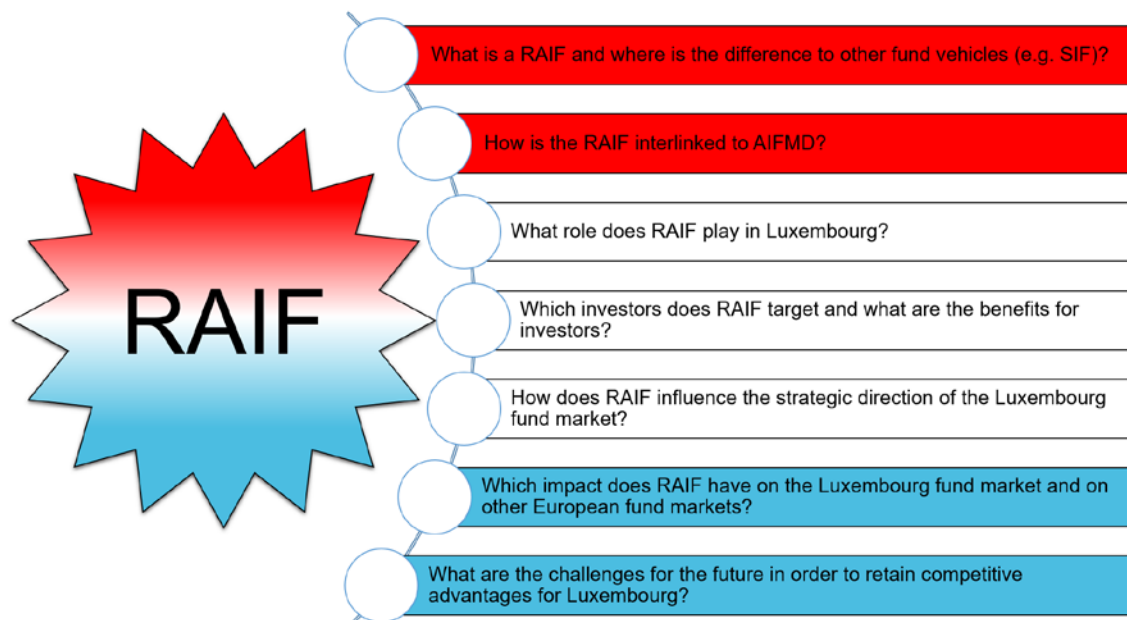 RAIF
What is a RAIF and where is the difference to other fund vehicles (e.g. SIF)?
How is the RAIF interlinked to AIFMD?
What role does RAIF play in Luxembourg?
Which investors does RAIF target and what are the benefits for
investors?
How does RAIF influence the strategic direction of the Luxembourg
fund market?
Which impact does RAIF have on the Luxembourg fund market and on
other European fund markets?
What are the challenges for the future in order to retain competitive
advantages for Luxembourg?